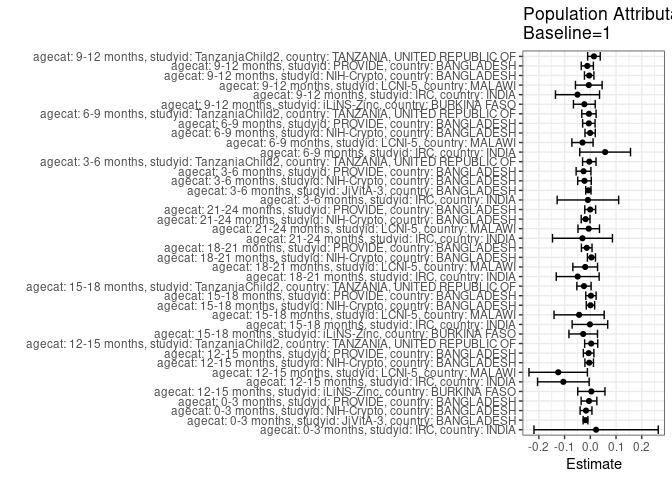 Population Attributa
Baseline=1
agecat: 9-12 months, studyid: TanzaniaChild2, country: TANZANIA, UNITED REPUBLIC OF
agecat: 9-12 months, studyid: PROVIDE, country: BANGLADESH
agecat: 9-12 months, studyid: NIH-Crypto, country: BANGLADESH
agecat: 9-12 months, studyid: LCNI-5, country: MALAWI
agecat: 9-12 months, studyid: IRC, country: INDIA
agecat: 9-12 months, studyid: iLiNS-Zinc, country: BURKINA FASO
agecat: 6-9 months, studyid: TanzaniaChild2, country: TANZANIA, UNITED REPUBLIC OF
agecat: 6-9 months, studyid: PROVIDE, country: BANGLADESH
agecat: 6-9 months, studyid: NIH-Crypto, country: BANGLADESH
agecat: 6-9 months, studyid: LCNI-5, country: MALAWI
agecat: 6-9 months, studyid: IRC, country: INDIA
agecat: 3-6 months, studyid: TanzaniaChild2, country: TANZANIA, UNITED REPUBLIC OF
agecat: 3-6 months, studyid: PROVIDE, country: BANGLADESH
agecat: 3-6 months, studyid: NIH-Crypto, country: BANGLADESH
agecat: 3-6 months, studyid: JiVitA-3, country: BANGLADESH
agecat: 3-6 months, studyid: IRC, country: INDIA
agecat: 21-24 months, studyid: PROVIDE, country: BANGLADESH
agecat: 21-24 months, studyid: NIH-Crypto, country: BANGLADESH
agecat: 21-24 months, studyid: LCNI-5, country: MALAWI
agecat: 21-24 months, studyid: IRC, country: INDIA
agecat: 18-21 months, studyid: PROVIDE, country: BANGLADESH
agecat: 18-21 months, studyid: NIH-Crypto, country: BANGLADESH
agecat: 18-21 months, studyid: LCNI-5, country: MALAWI
agecat: 18-21 months, studyid: IRC, country: INDIA
agecat: 15-18 months, studyid: TanzaniaChild2, country: TANZANIA, UNITED REPUBLIC OF
agecat: 15-18 months, studyid: PROVIDE, country: BANGLADESH
agecat: 15-18 months, studyid: NIH-Crypto, country: BANGLADESH
agecat: 15-18 months, studyid: LCNI-5, country: MALAWI
agecat: 15-18 months, studyid: IRC, country: INDIA
agecat: 15-18 months, studyid: iLiNS-Zinc, country: BURKINA FASO
agecat: 12-15 months, studyid: TanzaniaChild2, country: TANZANIA, UNITED REPUBLIC OF
agecat: 12-15 months, studyid: PROVIDE, country: BANGLADESH
agecat: 12-15 months, studyid: NIH-Crypto, country: BANGLADESH
agecat: 12-15 months, studyid: LCNI-5, country: MALAWI
agecat: 12-15 months, studyid: IRC, country: INDIA
agecat: 12-15 months, studyid: iLiNS-Zinc, country: BURKINA FASO
agecat: 0-3 months, studyid: PROVIDE, country: BANGLADESH
agecat: 0-3 months, studyid: NIH-Crypto, country: BANGLADESH
agecat: 0-3 months, studyid: JiVitA-3, country: BANGLADESH
agecat: 0-3 months, studyid: IRC, country: INDIA
-0.2 -0.1 0.0 0.1 0.2
Estimate